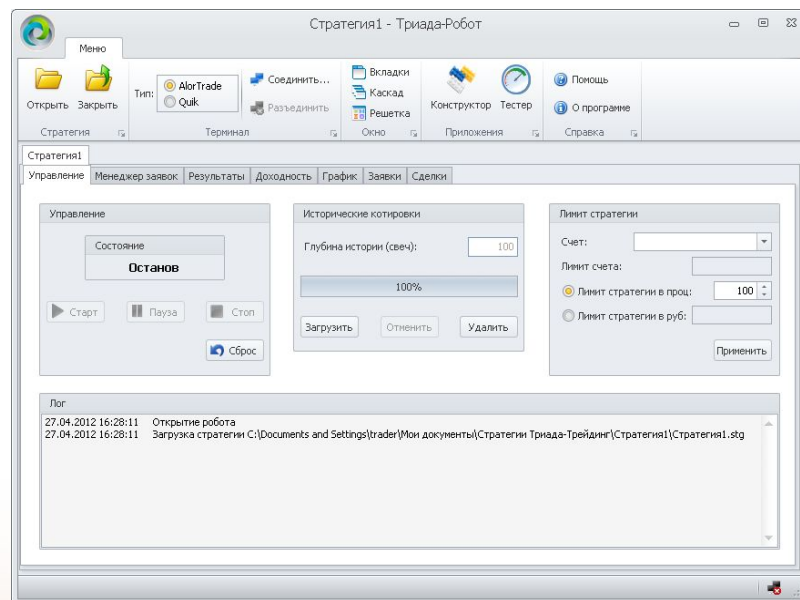 Стратегия1 - Триада-Робот
Меню
Открыть Закрыть
Тип: AlorTrade
Quik
Соединить...
Разъединить
Вкладки
Каскад
Решетка
Конструктор Тестер
Помощь
О программе
Стратегия Терминал Окно Приложения Справка
Стратегия1
Управление Менеджер заявок Результаты Доходность График Заявки Сделки
Управление
Состояние
Останов
Старт Пауза Стоп
Сброс
Исторические котировки
Глубина истории (свеч): 100
100%
Загрузить Отменить Удалить
Лимит стратегии
Счет:
Лимит счета:
Лимит стратегии в проц: 100
Лимит стратегии в руб:
Применить
Лог
27.04.2012 16:28:11 Открытие робота
27.04.2012 16:28:11 Загрузка стратегии C:\Documents and Settings\trader\Мои документы\Стратегии Триада-Трейдинг\Стратегия1\Стратегия1.stg